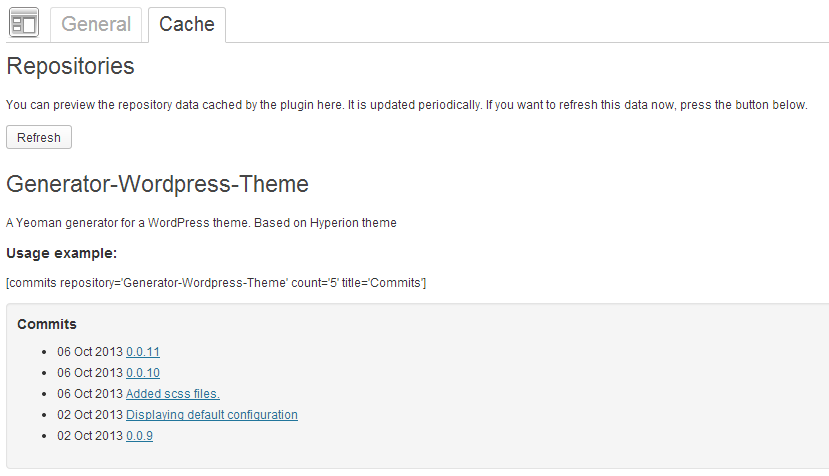 General Cache
Repositories
You can preview the repository data cached by the plugin here. It is updated periodically. If you want to refresh this data now, press the button below.
Refresh
Generator-Wordpress-Theme
A Yeoman generator for a WordPress theme. Based on Hyperion theme
Usage example:
[commits repository='Generator-Wordpress-Theme' count='5' title='Commits']
Commits
06 Oct 2013 0.0.11
06 Oct 2013 0.0.10
06 Oct 2013 Added scss files.
02 Oct 2013 Displaying default configuration
02 Oct 2013 0.0.9